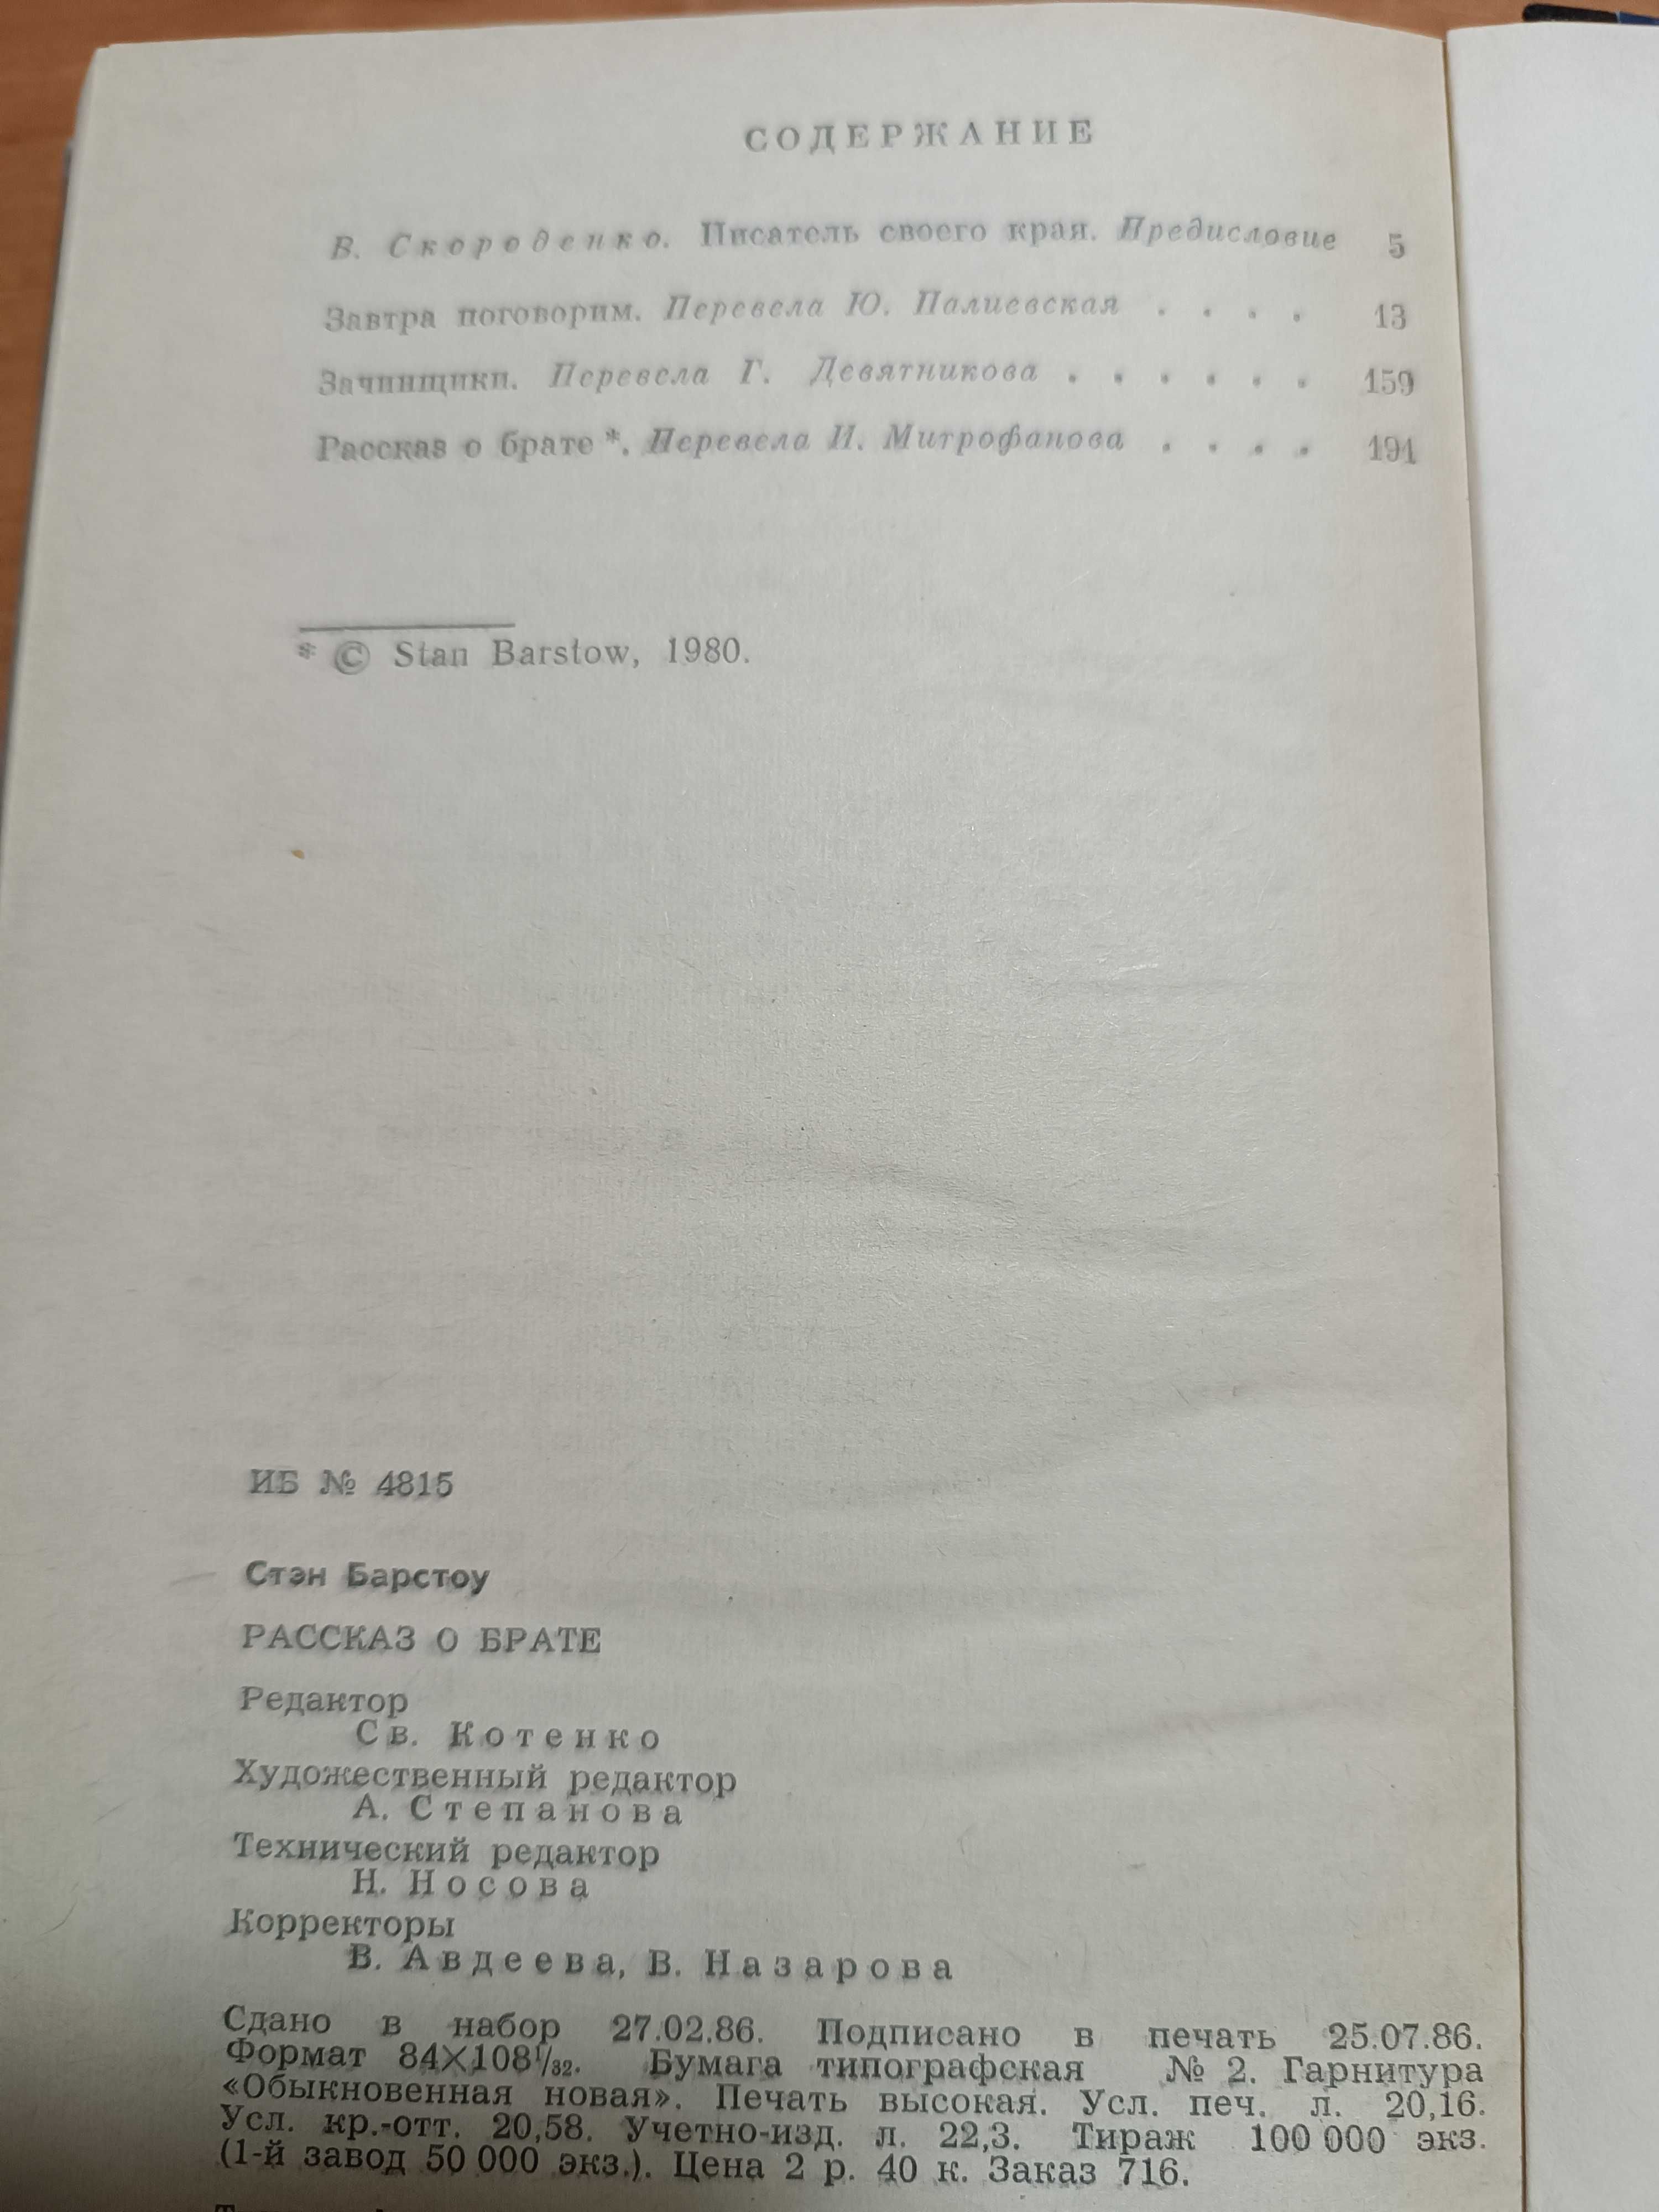 СОДЕРЖАНИЕ
В. Скороденко. Писатель своего края. Предисловие 5
Завтра поговорим. Перевела Ю. Палиевская . . . . 13
Зачинщики. Перевела Г. Девятникова . . . . . . 159
Рассказ о брате *. Перевела И. Митрофанова . . . . 191
* © Stan Barstow, 1980.
ИБ № 4815
Стэн Барстоу
РАССКАЗ О БРАТЕ
Редактор
Св. Котенко
Художественный редактор
А. Степанова
Технический редактор
Н. Носова
Корректоры
В. Авдеева, В. Назарова
Сдано в набор 27.02.86. Подписано в печать 25.07.86.
Формат 84×108¹/₃₂. Бумага типографская № 2. Гарнитура
«Обыкновенная новая». Печать высокая. Усл. печ. л. 20,16.
Усл. кр.-отт. 20,58. Учетно-изд. л. 22,3. Тираж 100 000 экз.
(1-й завод 50 000 экз.). Цена 2 р. 40 к. Заказ 716.